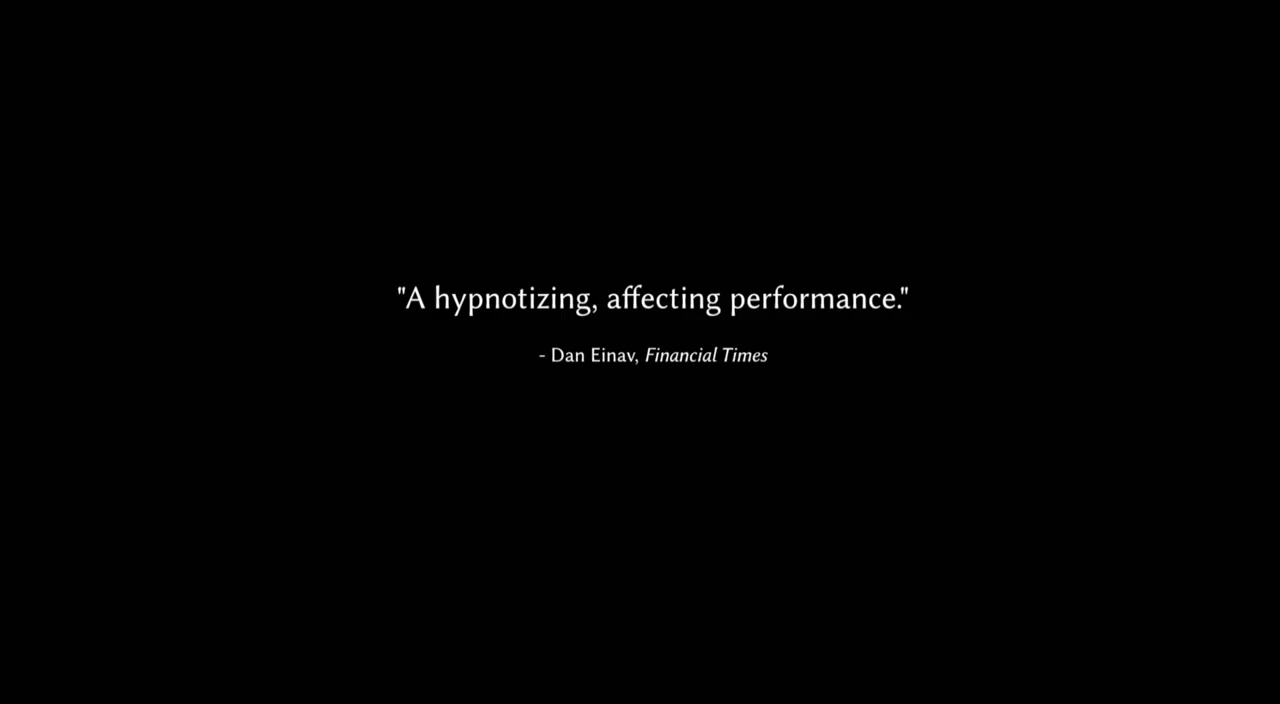 "A hypnotizing, affecting performance."
- Dan Einav, Financial Times